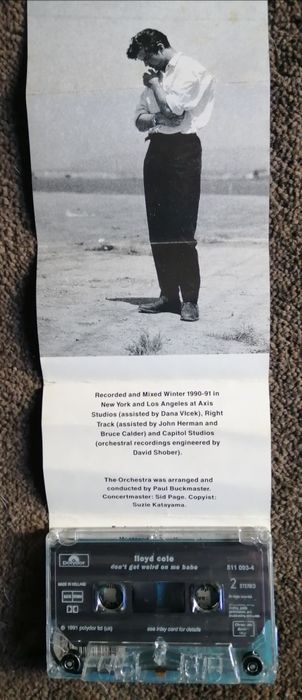 Recorded and Mixed Winter 1990-91 in
New York and Los Angeles at Axis
Studios (assisted by Dana Vlcek), Right
Track (assisted by John Herman and
Bruce Calder) and Capitol Studios
(orchestral recordings engineered by
David Shober).
The Orchestra was arranged and
conducted by Paul Buckmaster.
Concertmaster: Sid Page. Copyist:
Suzie Katayama.
polydor
lloyd cole
don't get weird on me babe
511 093-4
MADE IN HOLLAND
2 STEREO
℗ 1991 polydor ltd (uk)
see inlay card for details